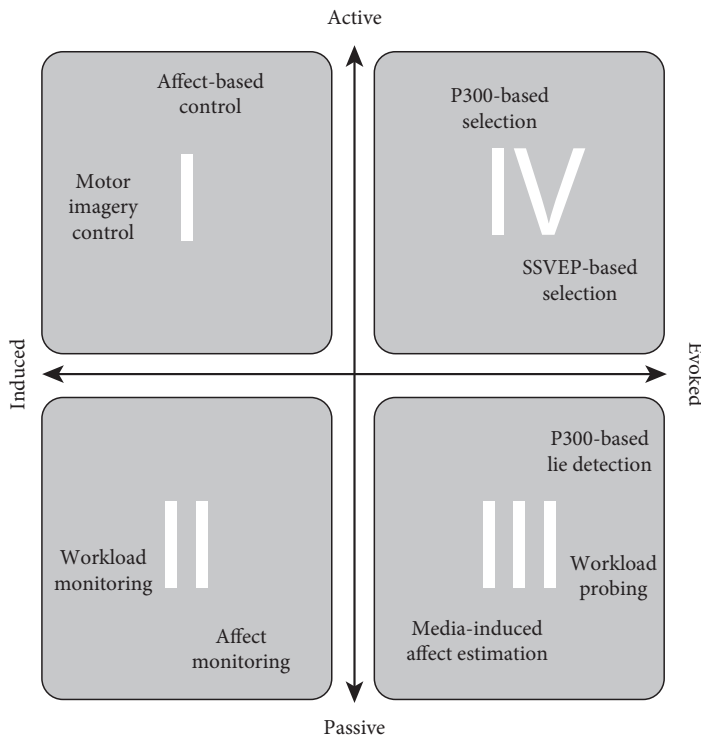 Active
Affect-based
control
Motor
imagery
control
I
P300-based
selection
IV
SSVEP-based
selection
Induced
Evoked
Workload
monitoring
II
Affect
monitoring
P300-based
lie detection
III
Workload
probing
Media-induced
affect estimation
Passive